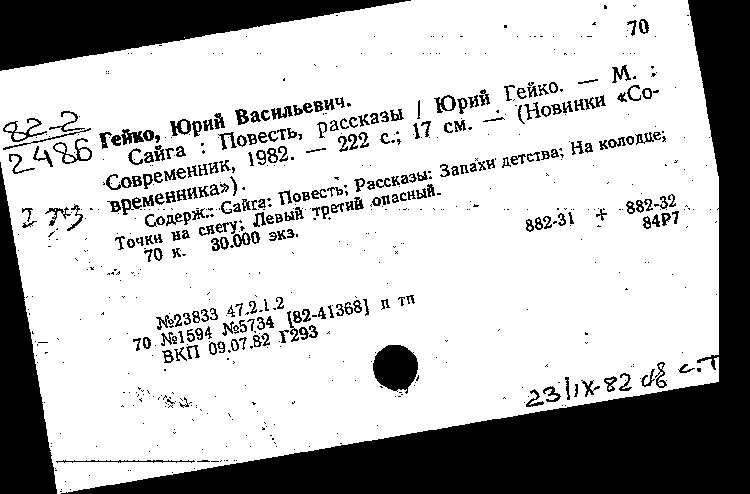 70
82-2
2486
Гейко, Юрий Васильевич.
Сайга : Повесть, рассказы / Юрий Гейко. — М. :
Современник, 1982. — 222 с.; 17 см. — (Новинки «Со-
временника»).
Содерж.: Сайга: Повесть; Рассказы: Запахи детства; На колодце;
Точки на снегу; Левый третий опасный.
70 к. 30.000 экз.
882-31 + 882-32
84Р7
№23833 47.2.1.2
70 №1594 №5734 [82-41368] п тп
ВКП 09.07.82 Г293
23/IX-82